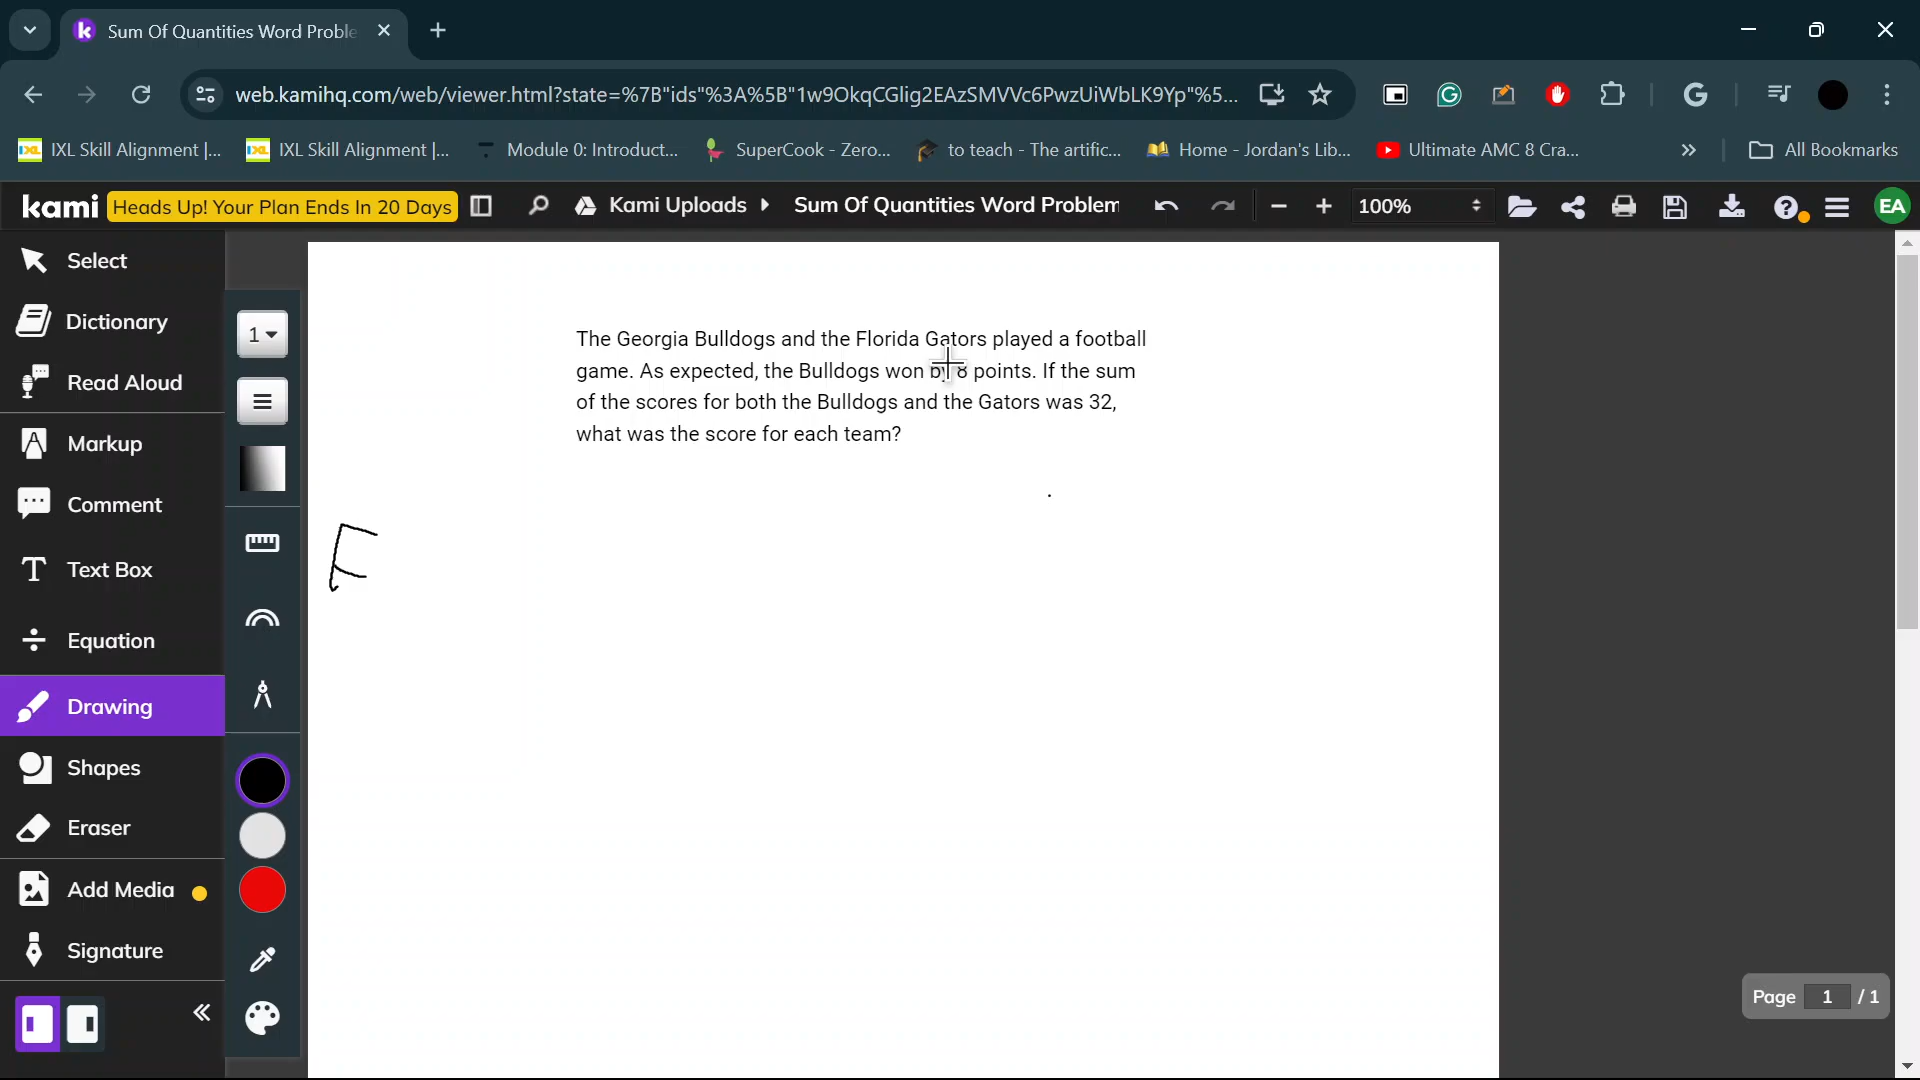 Sum Of Quantities Word Proble
web.kamihq.com/web/viewer.html?state=%7B"ids"%3A%5B"1w9OkqCGlig2EAzSMVVc6PwzUiWbLK9Yp"%5...
IXL Skill Alignment |...
IXL Skill Alignment |...
Module 0: Introduct...
SuperCook - Zero...
to teach - The artific...
Home - Jordan's Lib...
Ultimate AMC 8 Cra...
»
All Bookmarks
kami
Heads Up! Your Plan Ends In 20 Days
Kami Uploads
Sum Of Quantities Word Problem
100%
EA
Select
Dictionary
Read Aloud
Markup
Comment
Text Box
Equation
Drawing
Shapes
Eraser
Add Media
Signature
1
The Georgia Bulldogs and the Florida Gators played a football
game. As expected, the Bulldogs won by 8 points. If the sum
of the scores for both the Bulldogs and the Gators was 32,
what was the score for each team?
F
Page 1 / 1